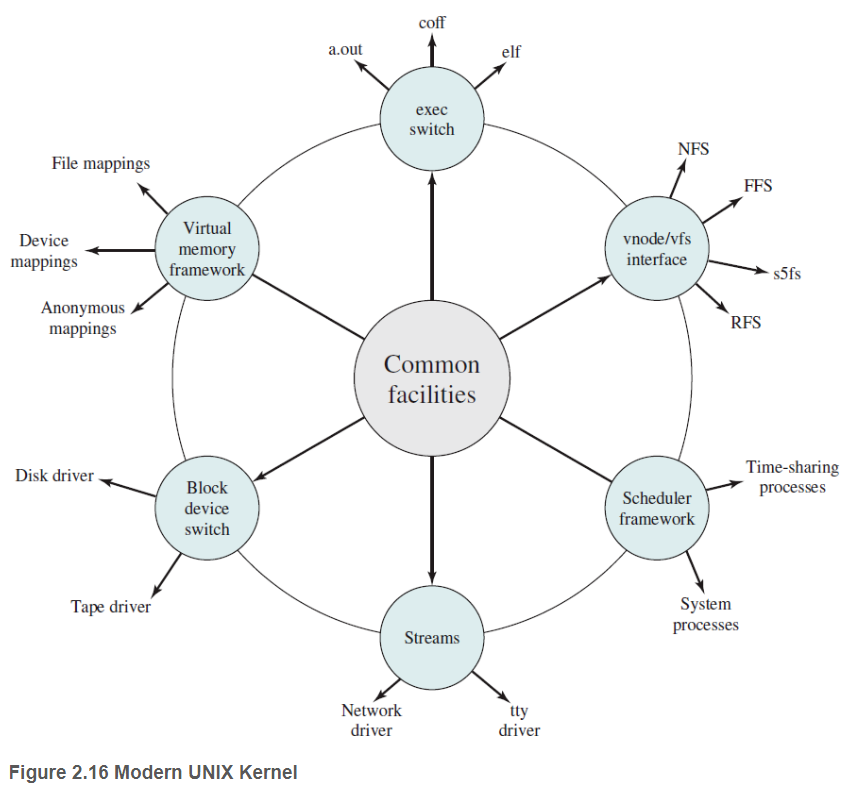 coff
a.out
elf
exec
switch
NFS
FFS
vnode/vfs
interface
s5fs
RFS
File mappings
Virtual
memory
framework
Device
mappings
Anonymous
mappings
Common
facilities
Disk driver
Block
device
switch
Tape driver
Time-sharing
processes
Scheduler
framework
System
processes
Streams
Network
driver
tty
driver
Figure 2.16 Modern UNIX Kernel